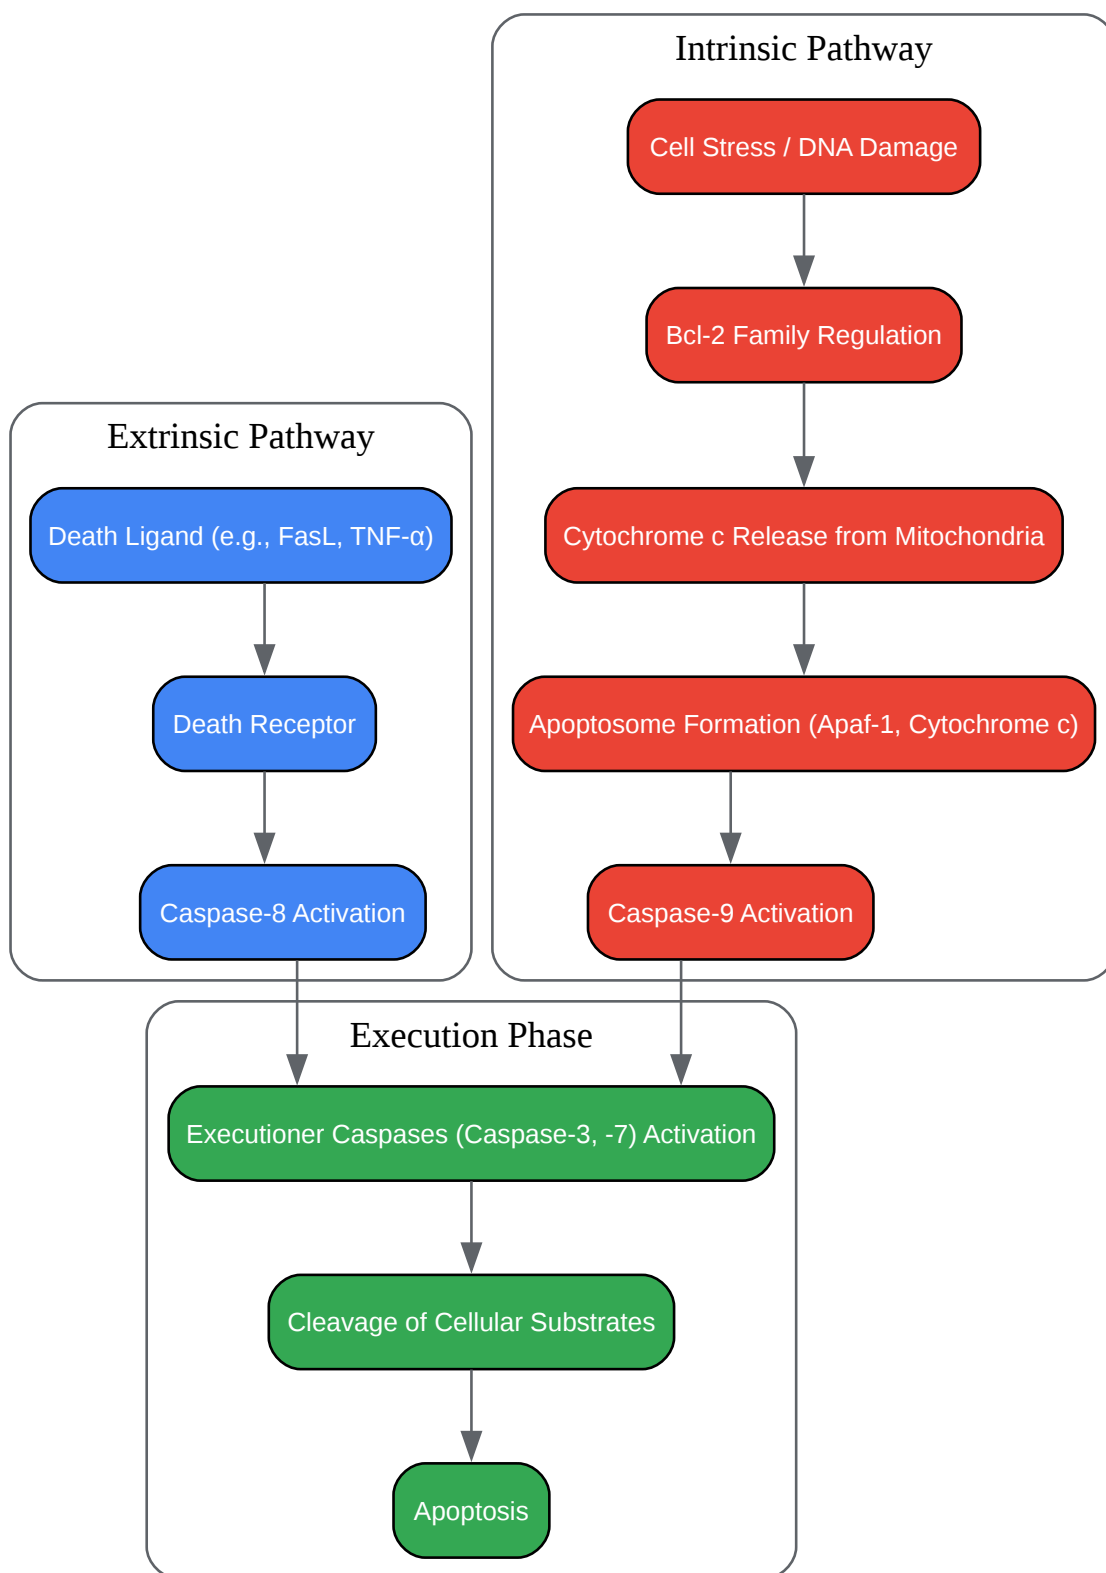 Intrinsic Pathway
Cell Stress / DNA Damage
Bcl-2 Family Regulation
Cytochrome c Release from Mitochondria
Apoptosome Formation (Apaf-1, Cytochrome c)
Caspase-9 Activation
Extrinsic Pathway
Death Ligand (e.g., FasL, TNF-α)
Death Receptor
Caspase-8 Activation
Execution Phase
Executioner Caspases (Caspase-3, -7) Activation
Cleavage of Cellular Substrates
Apoptosis